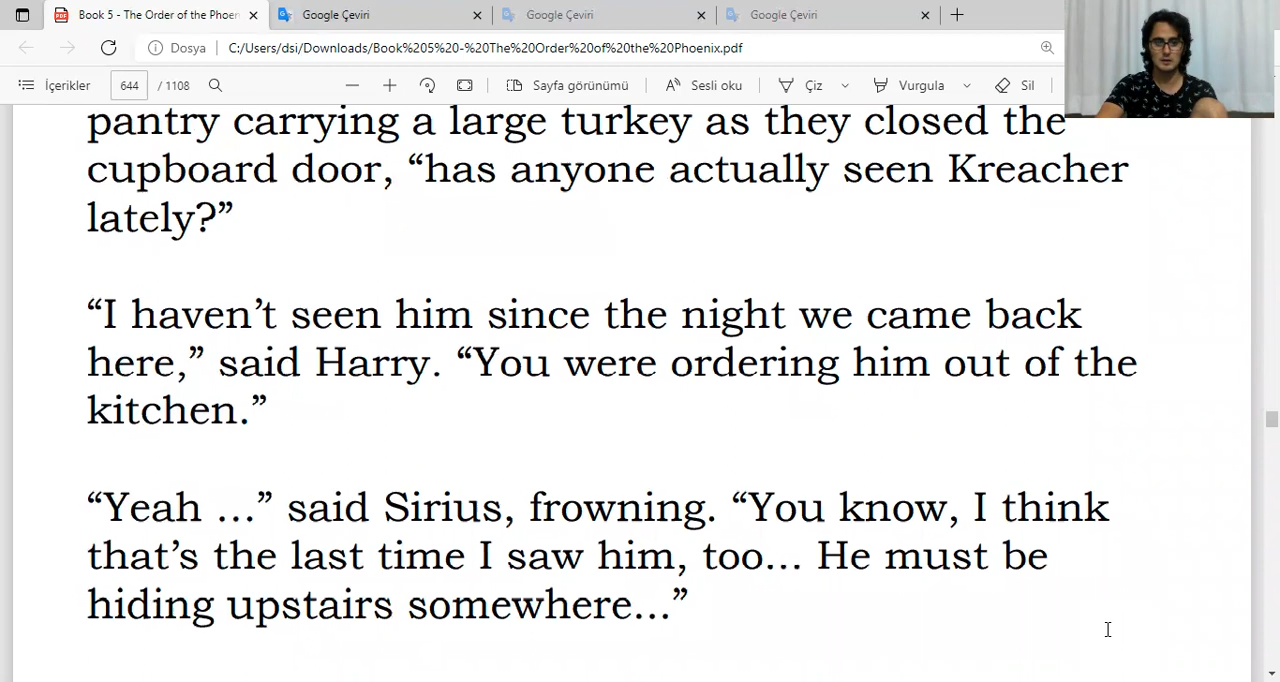 Book 5 - The Order of the Phoen
Google Çeviri
Google Çeviri
Google Çeviri
Dosya
C:/Users/dsi/Downloads/Book%205%20-%20The%20Order%20of%20the%20Phoenix.pdf
İçerikler
644 / 1108
Sayfa görünümü
Sesli oku
Çiz
Vurgula
Sil
pantry carrying a large turkey as they closed the
cupboard door, “has anyone actually seen Kreacher
lately?”
“I haven’t seen him since the night we came back
here,” said Harry. “You were ordering him out of the
kitchen.”
“Yeah …” said Sirius, frowning. “You know, I think
that’s the last time I saw him, too… He must be
hiding upstairs somewhere…”